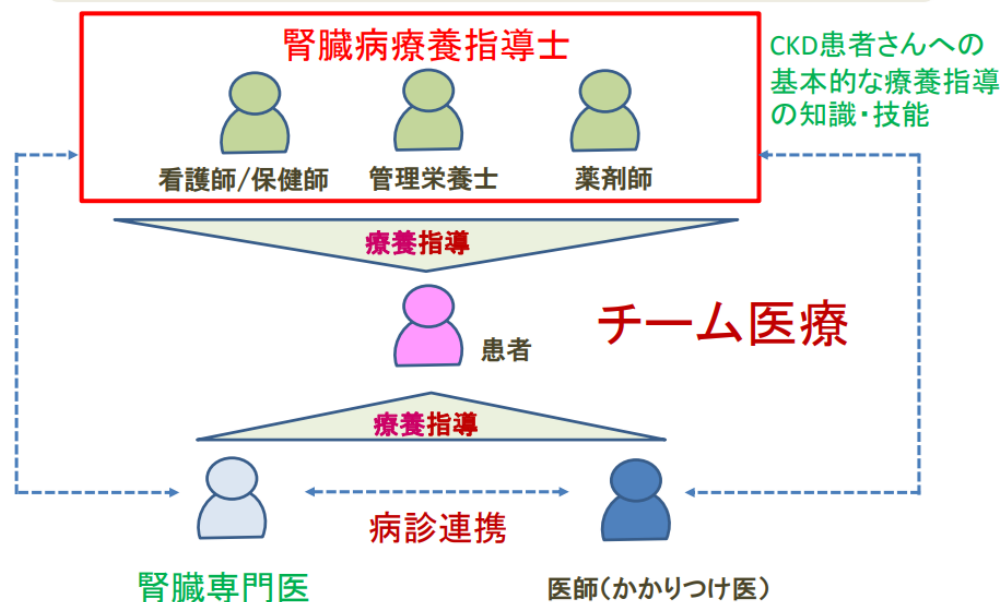 腎臓病療養指導士
CKD患者さんへの
基本的な療養指導
の知識・技能
看護師/保健師
管理栄養士
薬剤師
療養指導
患者
チーム医療
療養指導
病診連携
腎臓専門医
医師(かかりつけ医)